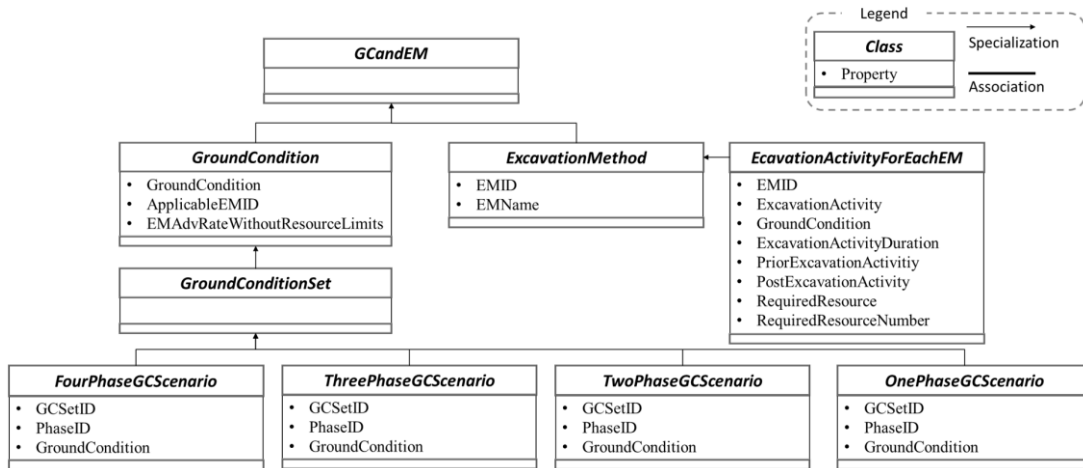 Legend
Class
• Property
Specialization
Association
GCandEM
GroundCondition
• GroundCondition
• ApplicableEMID
• EMAdvRateWithoutResourceLimits
ExcavationMethod
• EMID
• EMName
EcavationActivityForEachEM
• EMID
• ExcavationActivity
• GroundCondition
• ExcavationActivityDuration
• PriorExcavationActivitiy
• PostExcavationActivity
• RequiredResource
• RequiredResourceNumber
GroundConditionSet
FourPhaseGCScenario
• GCSetID
• PhaseID
• GroundCondition
ThreePhaseGCScenario
• GCSetID
• PhaseID
• GroundCondition
TwoPhaseGCScenario
• GCSetID
• PhaseID
• GroundCondition
OnePhaseGCScenario
• GCSetID
• PhaseID
• GroundCondition